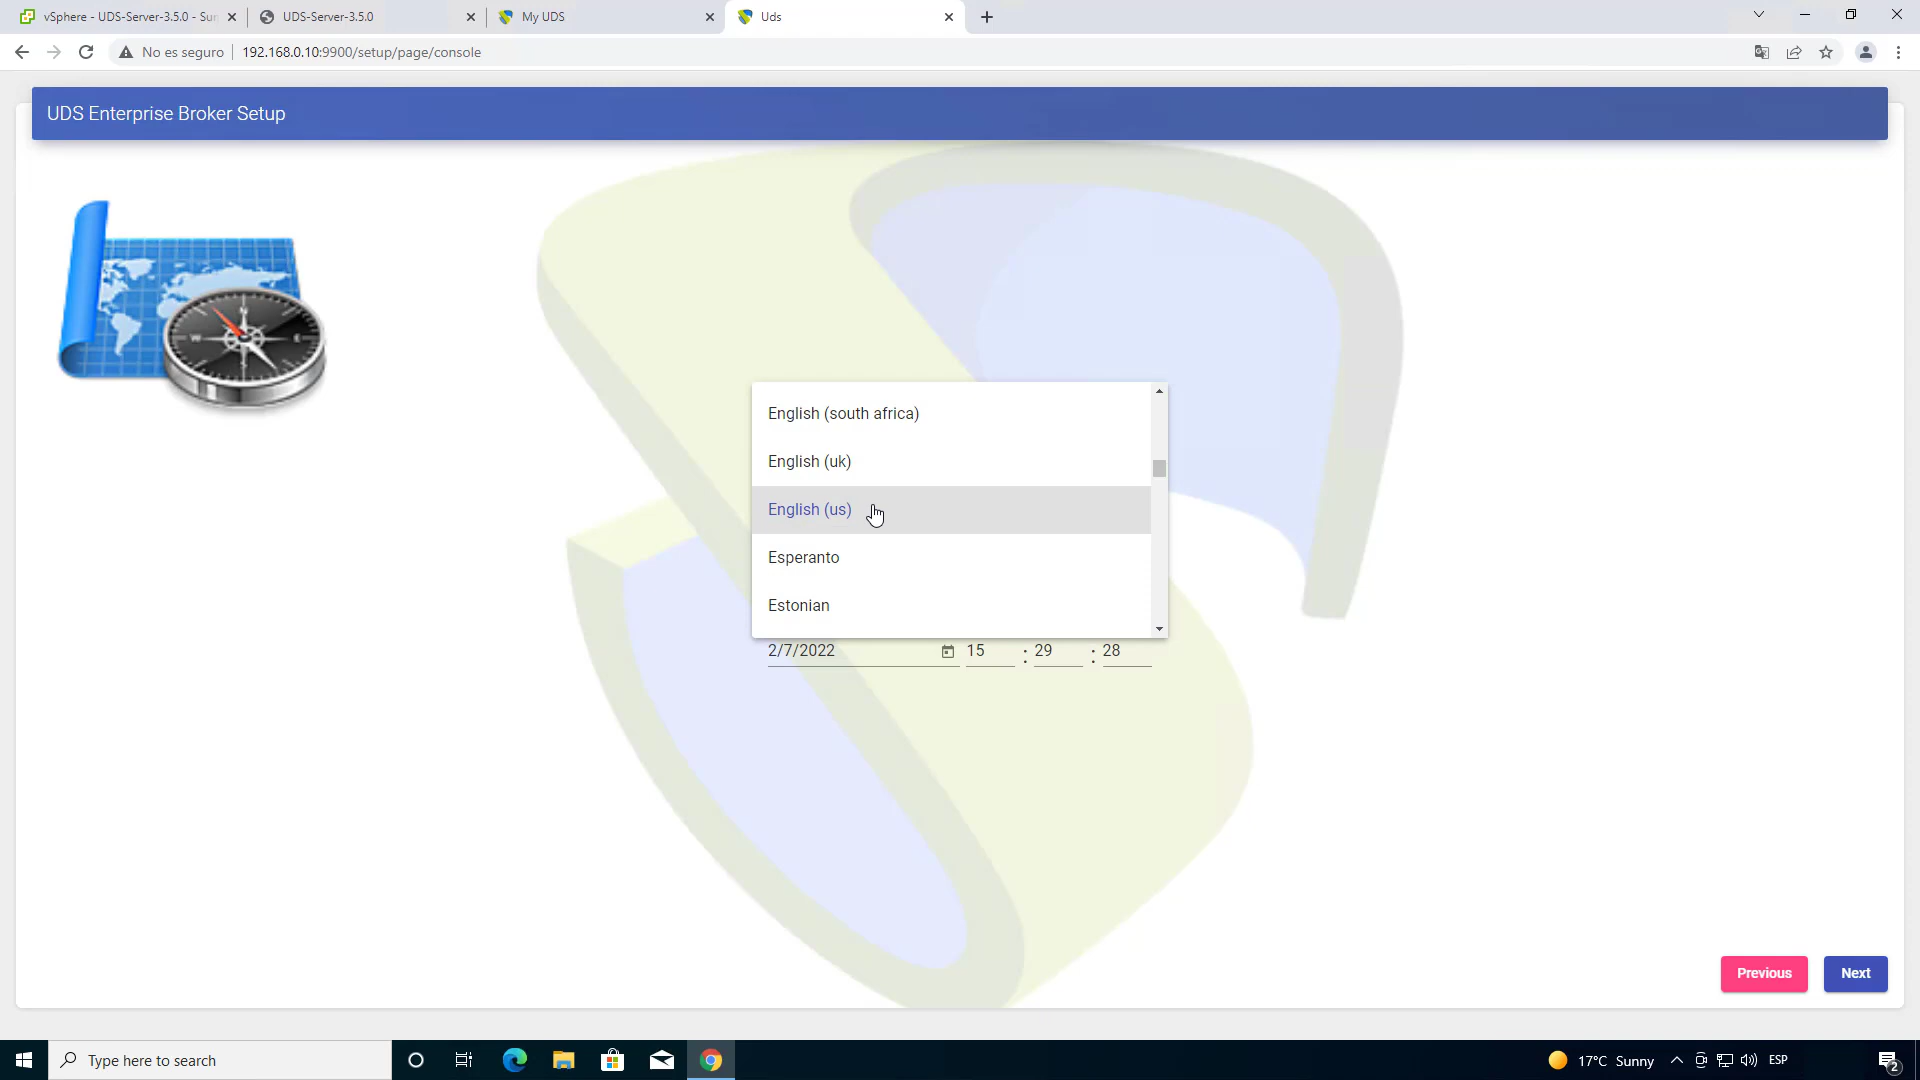 vSphere - UDS-Server-3.5.0 - Sun
UDS-Server-3.5.0
My UDS
Uds
No es seguro
192.168.0.10:9900/setup/page/console
UDS Enterprise Broker Setup
English (south africa)
English (uk)
English (us)
Esperanto
Estonian
2/7/2022
15 : 29 : 28
Previous
Next
Type here to search
17°C Sunny
ESP
2